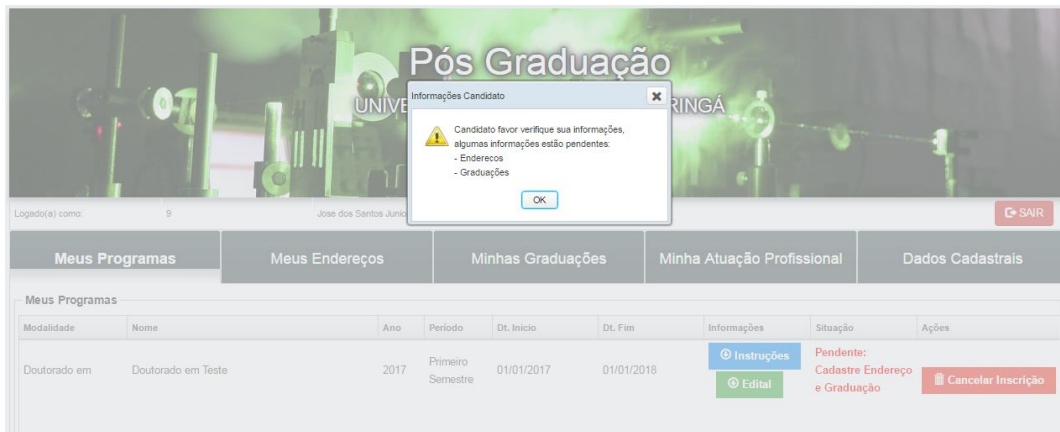 Pós Graduação
UNIVE RINGÁ
Informações Candidato
Candidato favor verifique sua informações,
algumas informações estão pendentes:
- Enderecos
- Graduações
OK
Logado(a) como: 9 Jose dos Santos Junio SAIR
Meus Programas Meus Endereços Minhas Graduações Minha Atuação Profissional Dados Cadastrais
Meus Programas
Modalidade Nome Ano Período Dt. Início Dt. Fim Informações Situação Ações
Doutorado em Doutorado em Teste 2017 Primeiro Semestre 01/01/2017 01/01/2018
Instruções
Edital
Pendente:
Cadastre Endereço
e Graduação
Cancelar Inscrição